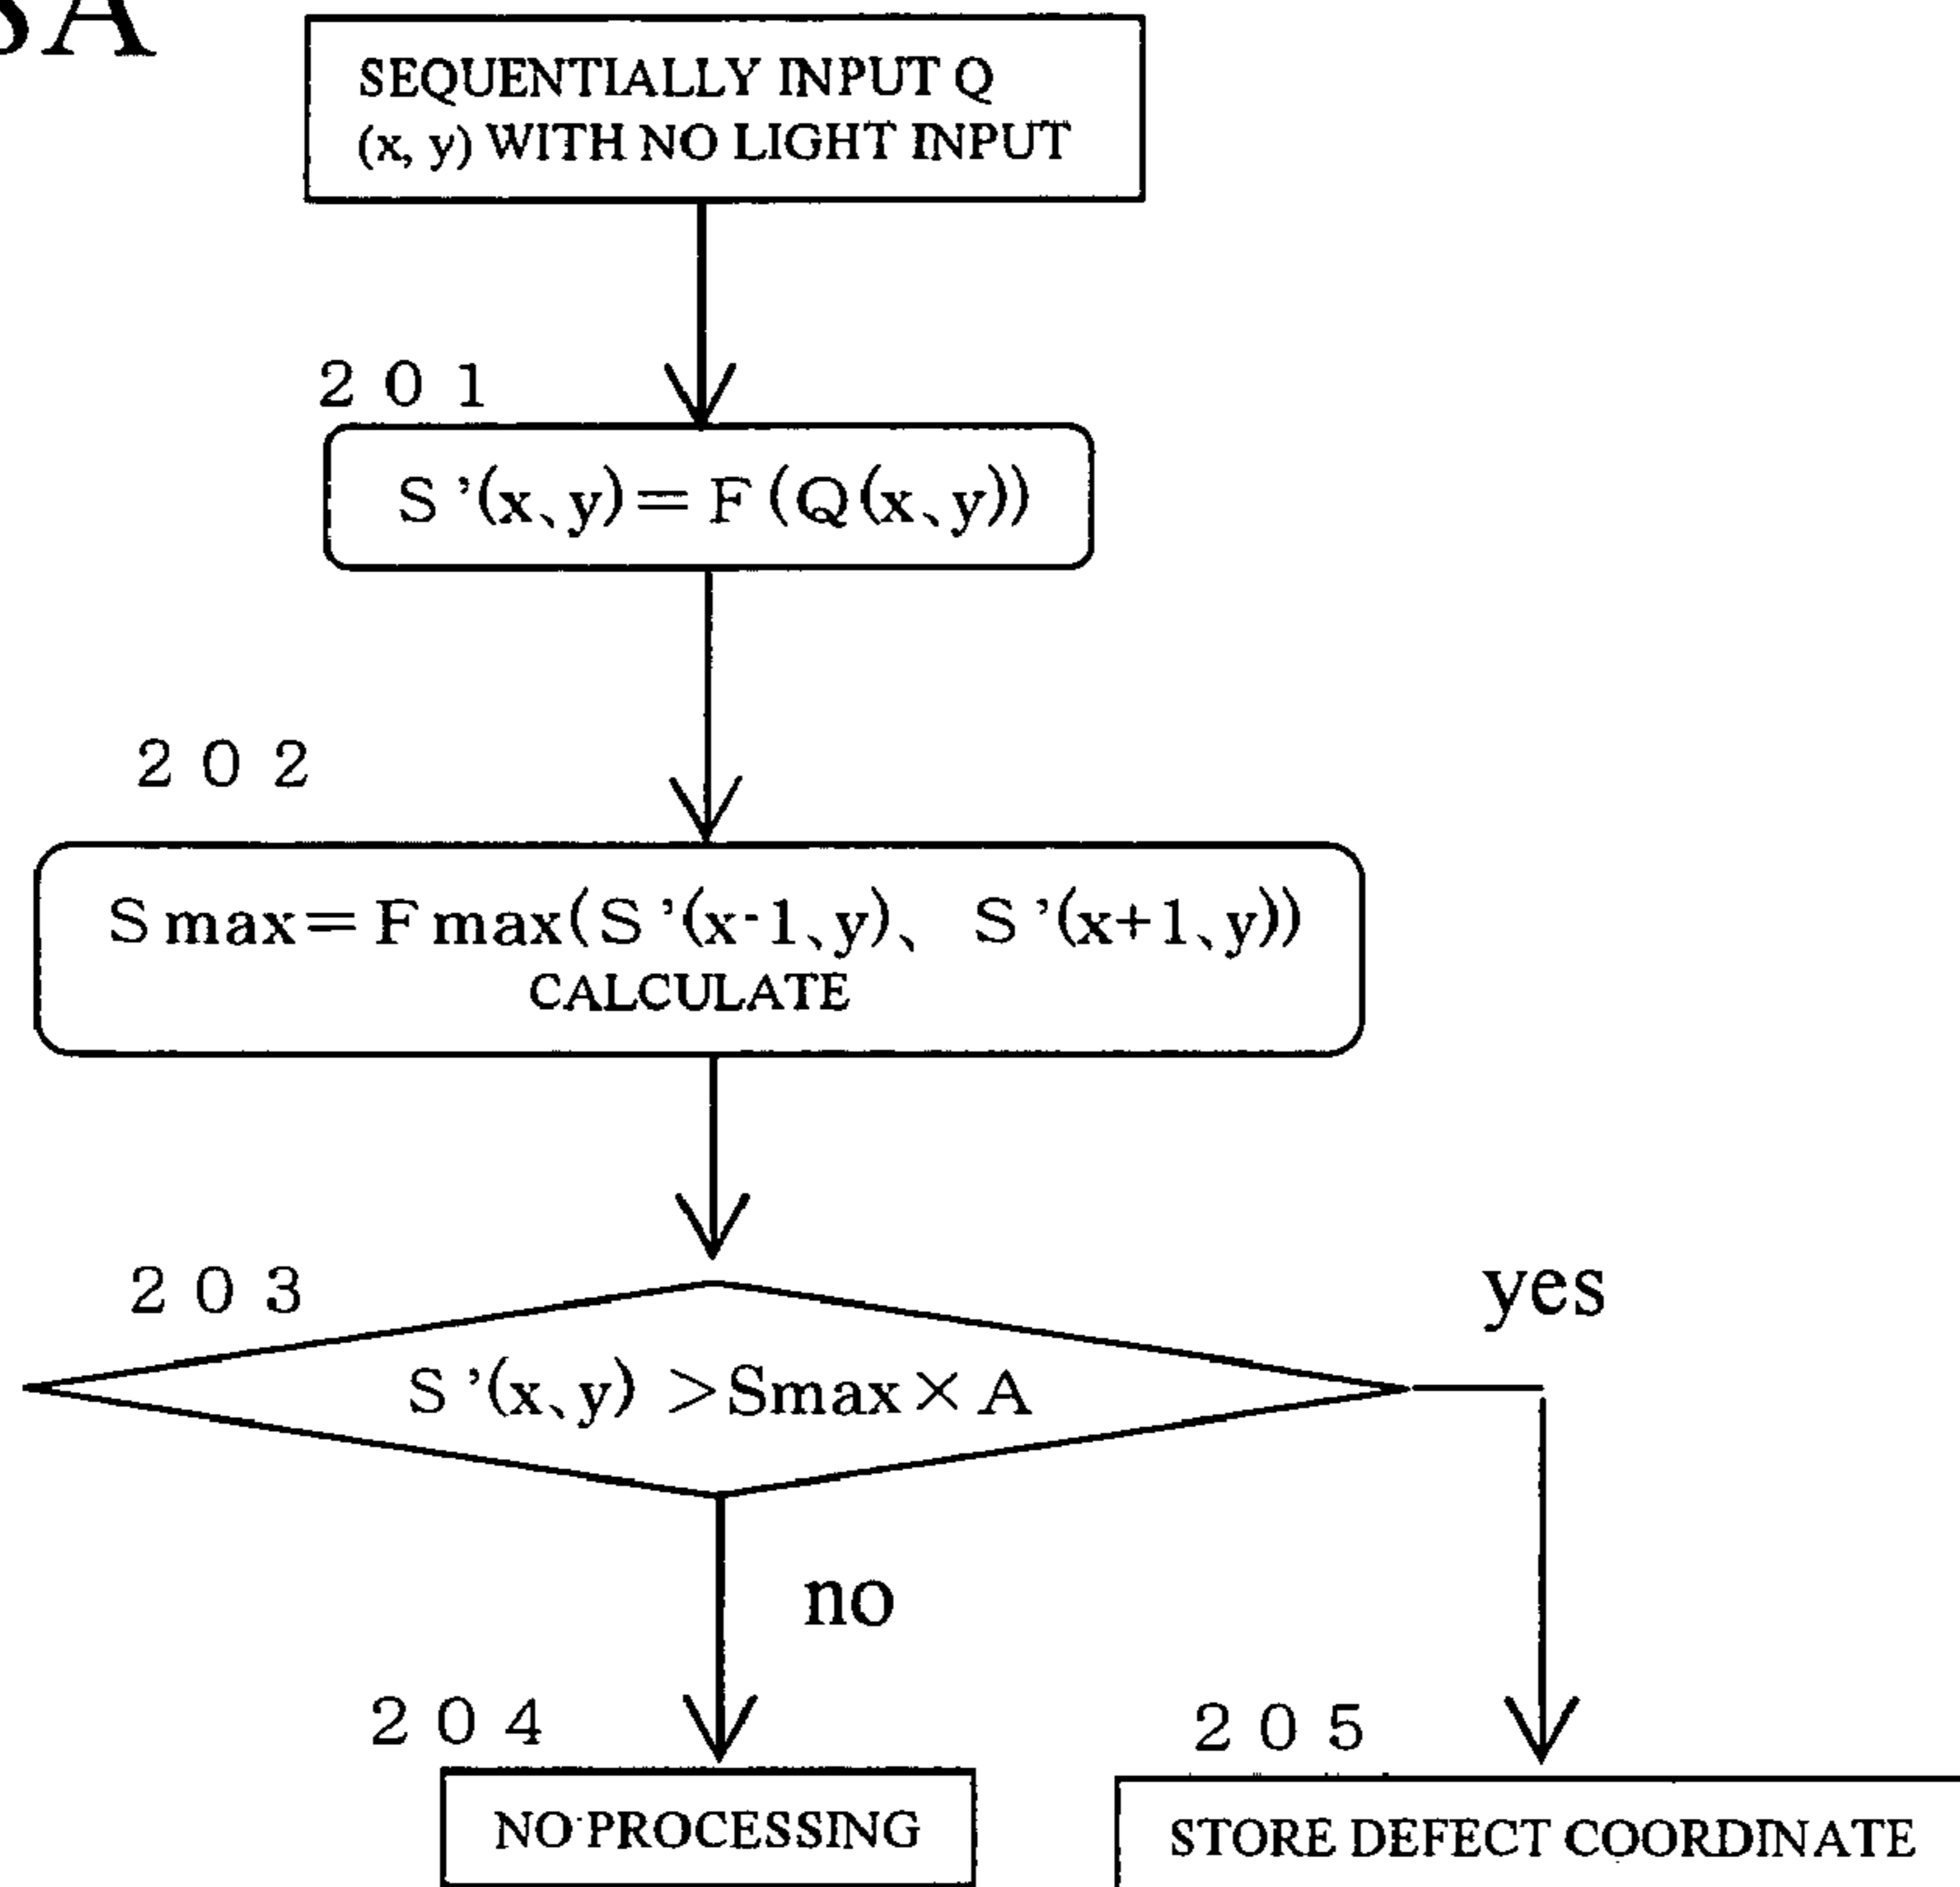 SEQUENTIALLY INPUT Q
(x, y) WITH NO LIGHT INPUT
201
S'(x、y)=F(Q(x、y))
202
Smax=Fmax(S'(x-1、y)、 S'(x+1、y))
CALCULATE
203
yes
S'(x、y) >Smax×A
no
204
205
NO PROCESSING
STORE DEFECT COORDINATE